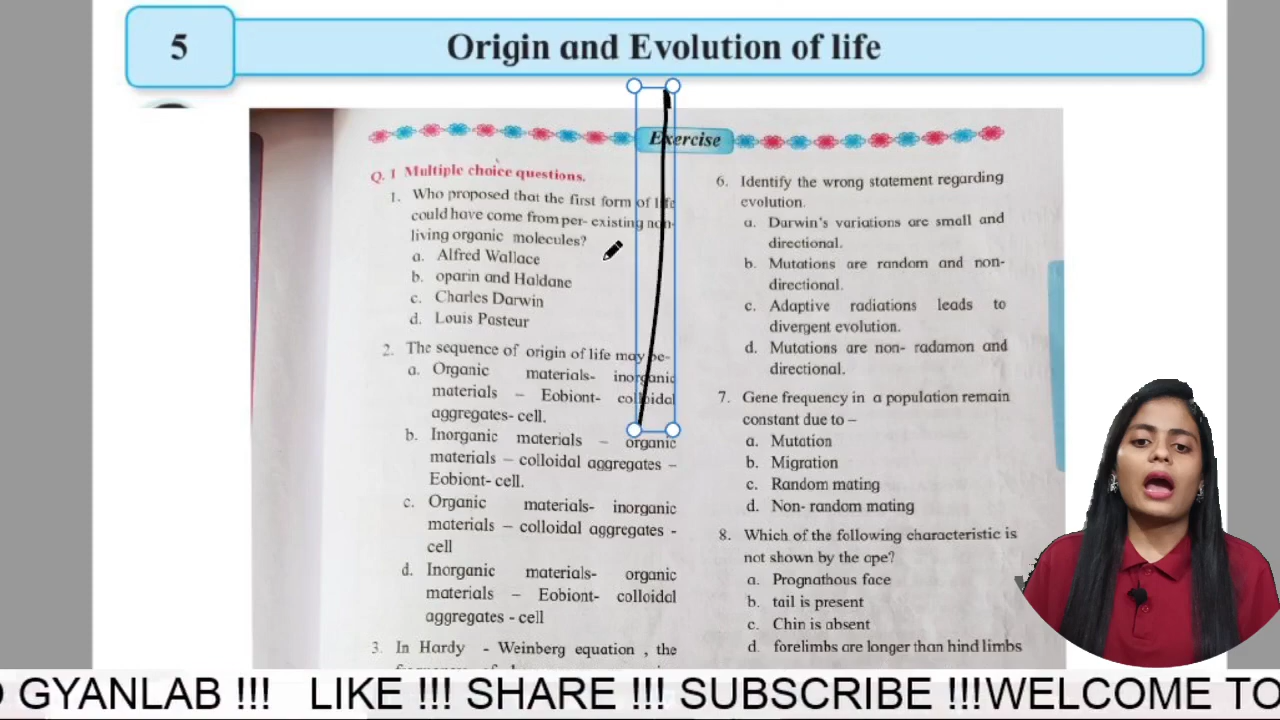 5
Origin and Evolution of life
Exercise
Q. 1 Multiple choice questions.
1. Who proposed that the first form of life
could have come from per- existing non-
living organic molecules?
a. Alfred Wallace
b. oparin and Haldane
c. Charles Darwin
d. Louis Pasteur
2. The sequence of origin of life may be-
a. Organic materials- inorganic
materials – Eobiont- colloidal
aggregates- cell.
b. Inorganic materials – organic
materials – colloidal aggregates –
Eobiont- cell.
c. Organic materials- inorganic
materials – colloidal aggregates -
cell
d. Inorganic materials- organic
materials – Eobiont- colloidal
aggregates - cell
3. In Hardy - Weinberg equation , the
6. Identify the wrong statement regarding
evolution.
a. Darwin's variations are small and
directional.
b. Mutations are random and non-
directional.
c. Adaptive radiations leads to
divergent evolution.
d. Mutations are non- radamon and
directional.
7. Gene frequency in a population remain
constant due to –
a. Mutation
b. Migration
c. Random mating
d. Non- random mating
8. Which of the following characteristic is
not shown by the ape?
a. Prognathous face
b. tail is present
c. Chin is absent
d. forelimbs are longer than hind limbs
GYANLAB !!! LIKE !!! SHARE !!! SUBSCRIBE !!!WELCOME TO